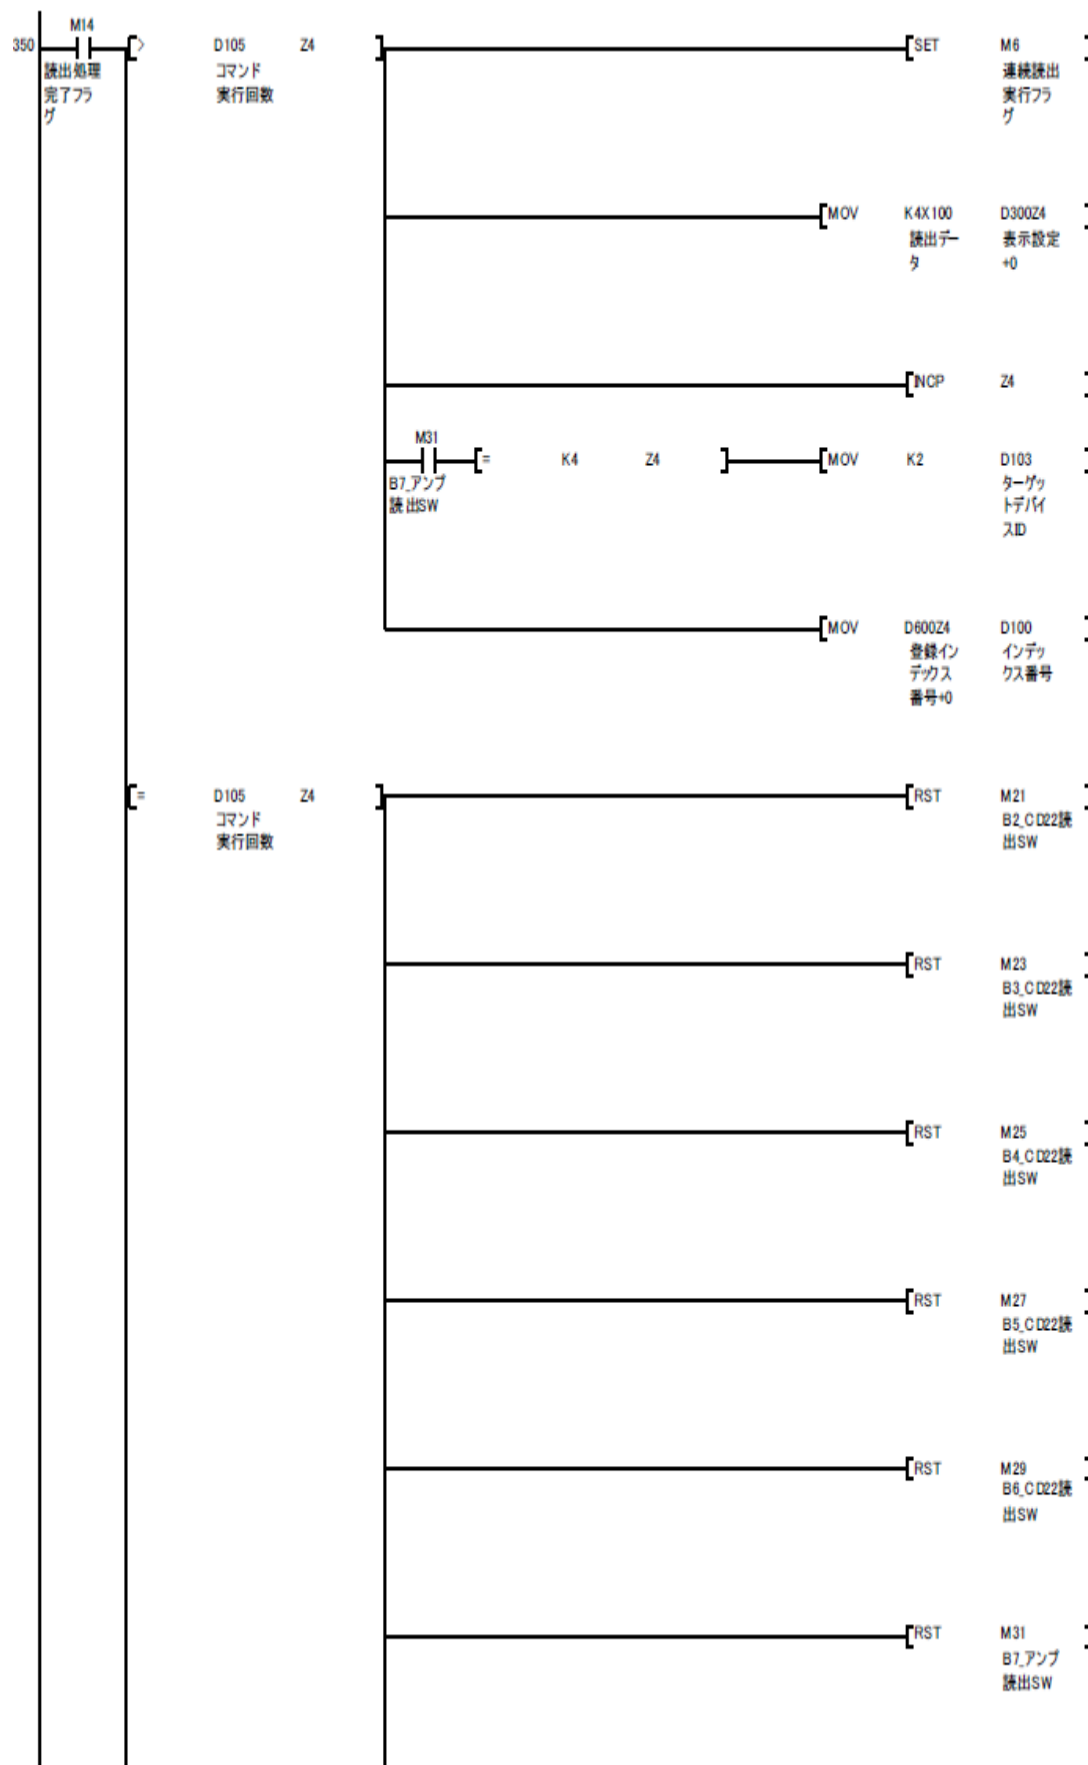 M14
350
> D105 Z4
SET M6
読出処理
完了フラ
グ
コマンド
実行回数
連続読出
実行フラ
グ
MOV K4X100 D300Z4
読出デー
タ
表示設定
+0
INCP Z4
M31
= K4 Z4
MOV K2 D103
B7_アンプ
読出SW
ターゲッ
トデバイ
スID
MOV D600Z4 D100
登録イン
デックス
番号+0
インデッ
クス番号
= D105 Z4
RST M21
コマンド
実行回数
B2_CD22読
出SW
RST M23
B3_CD22読
出SW
RST M25
B4_CD22読
出SW
RST M27
B5_CD22読
出SW
RST M29
B6_CD22読
出SW
RST M31
B7_アンプ
読出SW